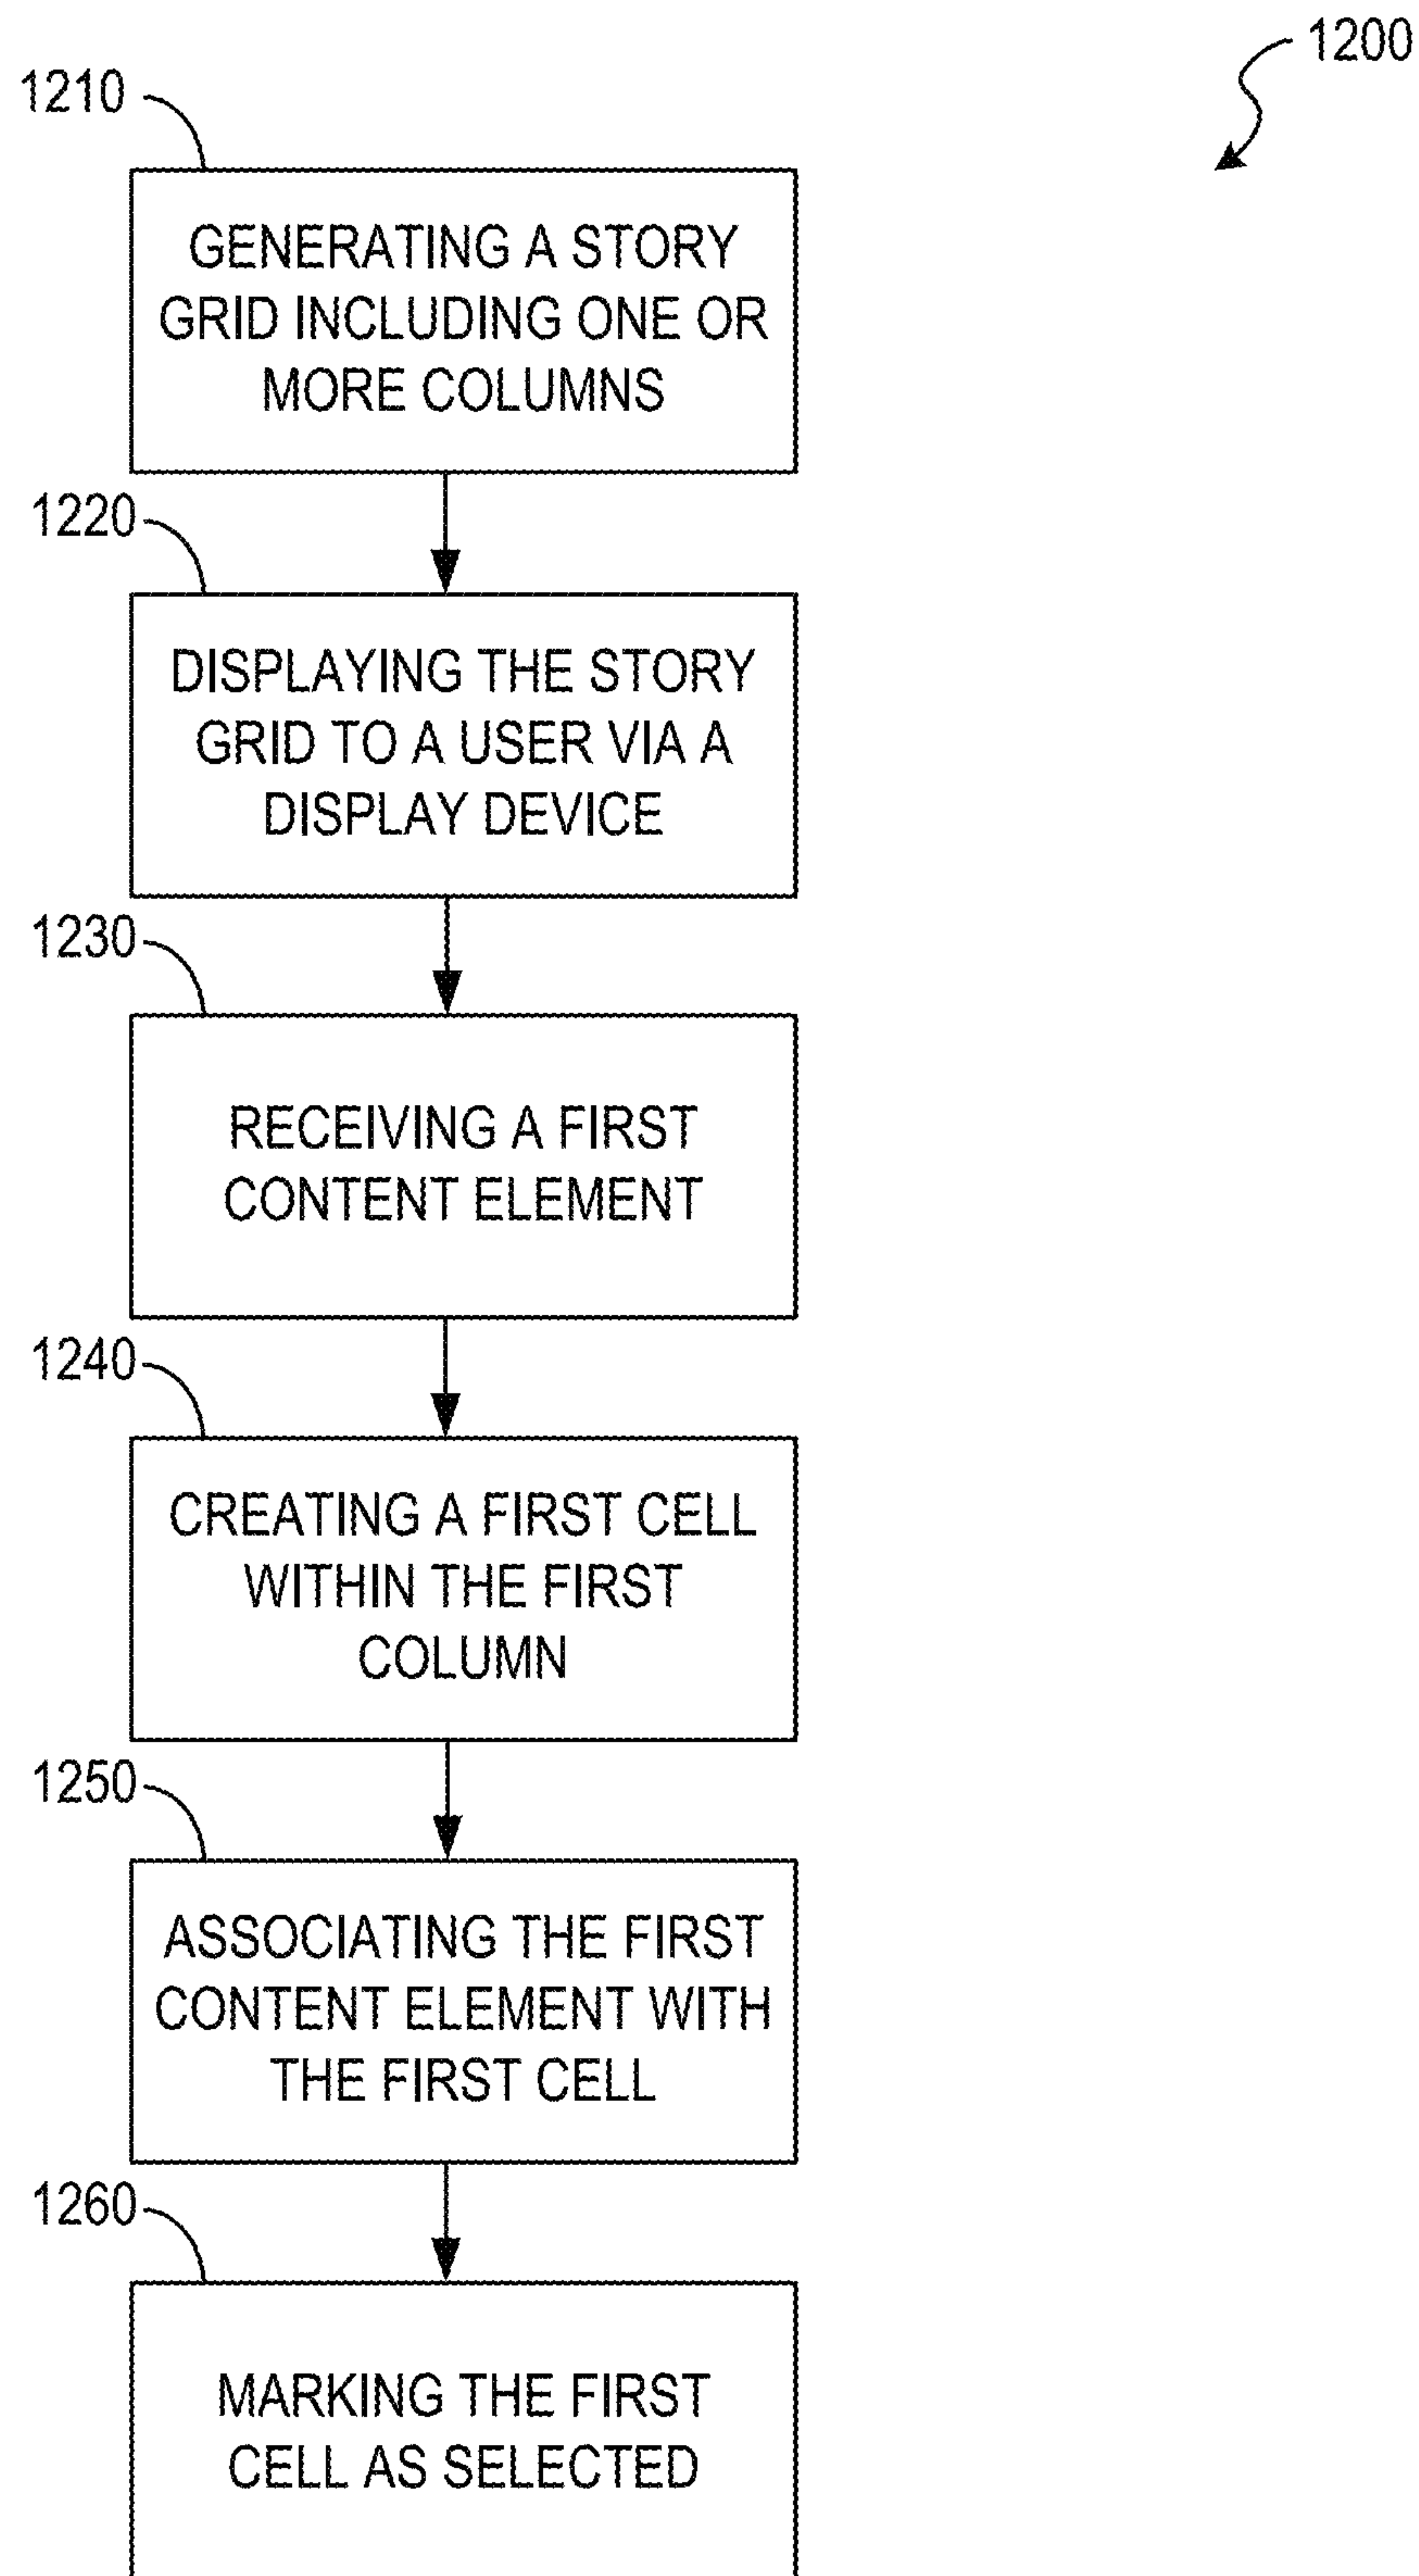 1200
1210
GENERATING A STORY
GRID INCLUDING ONE OR
MORE COLUMNS
1220
DISPLAYING THE STORY
GRID TO A USER VIA A
DISPLAY DEVICE
1230
RECEIVING A FIRST
CONTENT ELEMENT
1240
CREATING A FIRST CELL
WITHIN THE FIRST
COLUMN
1250
ASSOCIATING THE FIRST
CONTENT ELEMENT WITH
THE FIRST CELL
1260
MARKING THE FIRST
CELL AS SELECTED